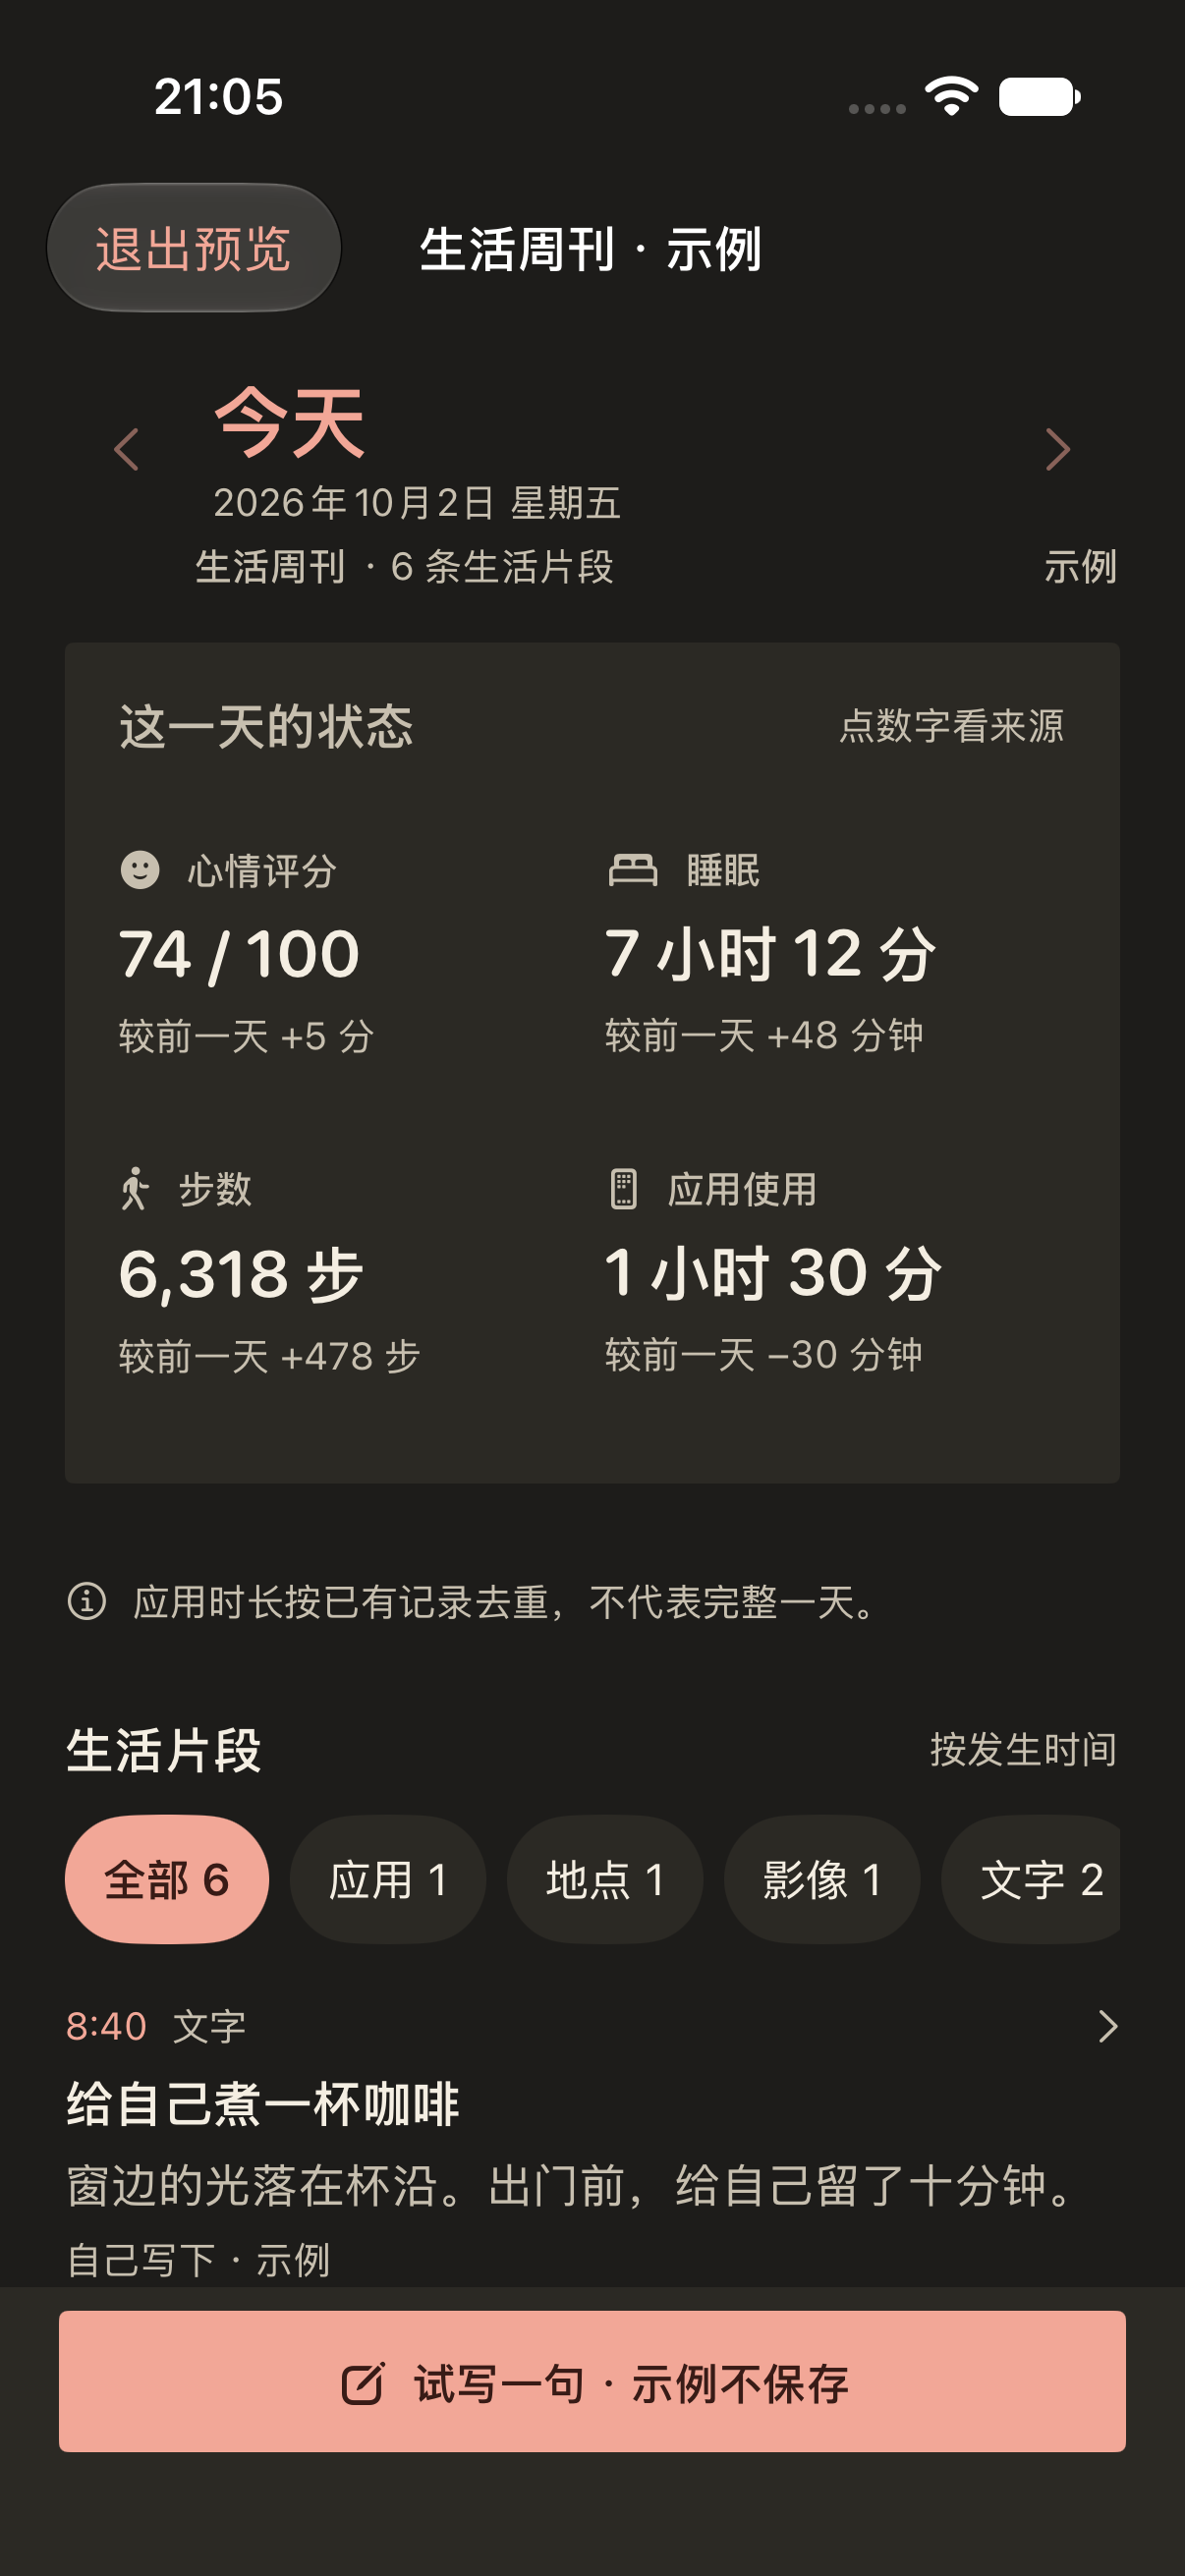 21:05
退出预览
生活周刊 · 示例
今天
2026年10月2日 星期五
生活周刊 · 6 条生活片段
示例
这一天的状态
点数字看来源
心情评分
74 / 100
较前一天 +5 分
睡眠
7 小时 12 分
较前一天 +48 分钟
步数
6,318 步
较前一天 +478 步
应用使用
1 小时 30 分
较前一天 −30 分钟
应用时长按已有记录去重，不代表完整一天。
生活片段
按发生时间
全部 6
应用 1
地点 1
影像 1
文字 2
8:40 文字
给自己煮一杯咖啡
窗边的光落在杯沿。出门前，给自己留了十分钟。
自己写下 · 示例
试写一句 · 示例不保存